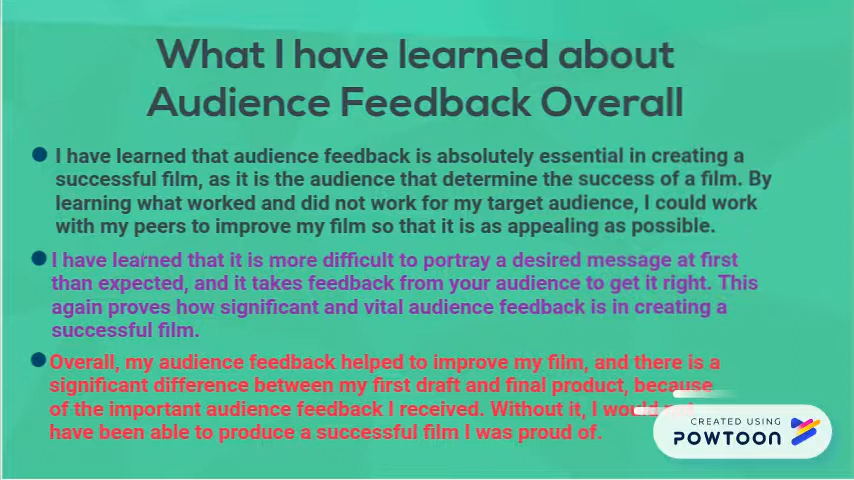 What I have learned about
Audience Feedback Overall
I have learned that audience feedback is absolutely essential in creating a
successful film, as it is the audience that determine the success of a film. By
learning what worked and did not work for my target audience, I could work
with my peers to improve my film so that it is as appealing as possible.
I have learned that it is more difficult to portray a desired message at first
than expected, and it takes feedback from your audience to get it right. This
again proves how significant and vital audience feedback is in creating a
successful film.
Overall, my audience feedback helped to improve my film, and there is a
significant difference between my first draft and final product, because
of the important audience feedback I received. Without it, I would not
have been able to produce a successful film I was proud of.
CREATED USING
POWTOON